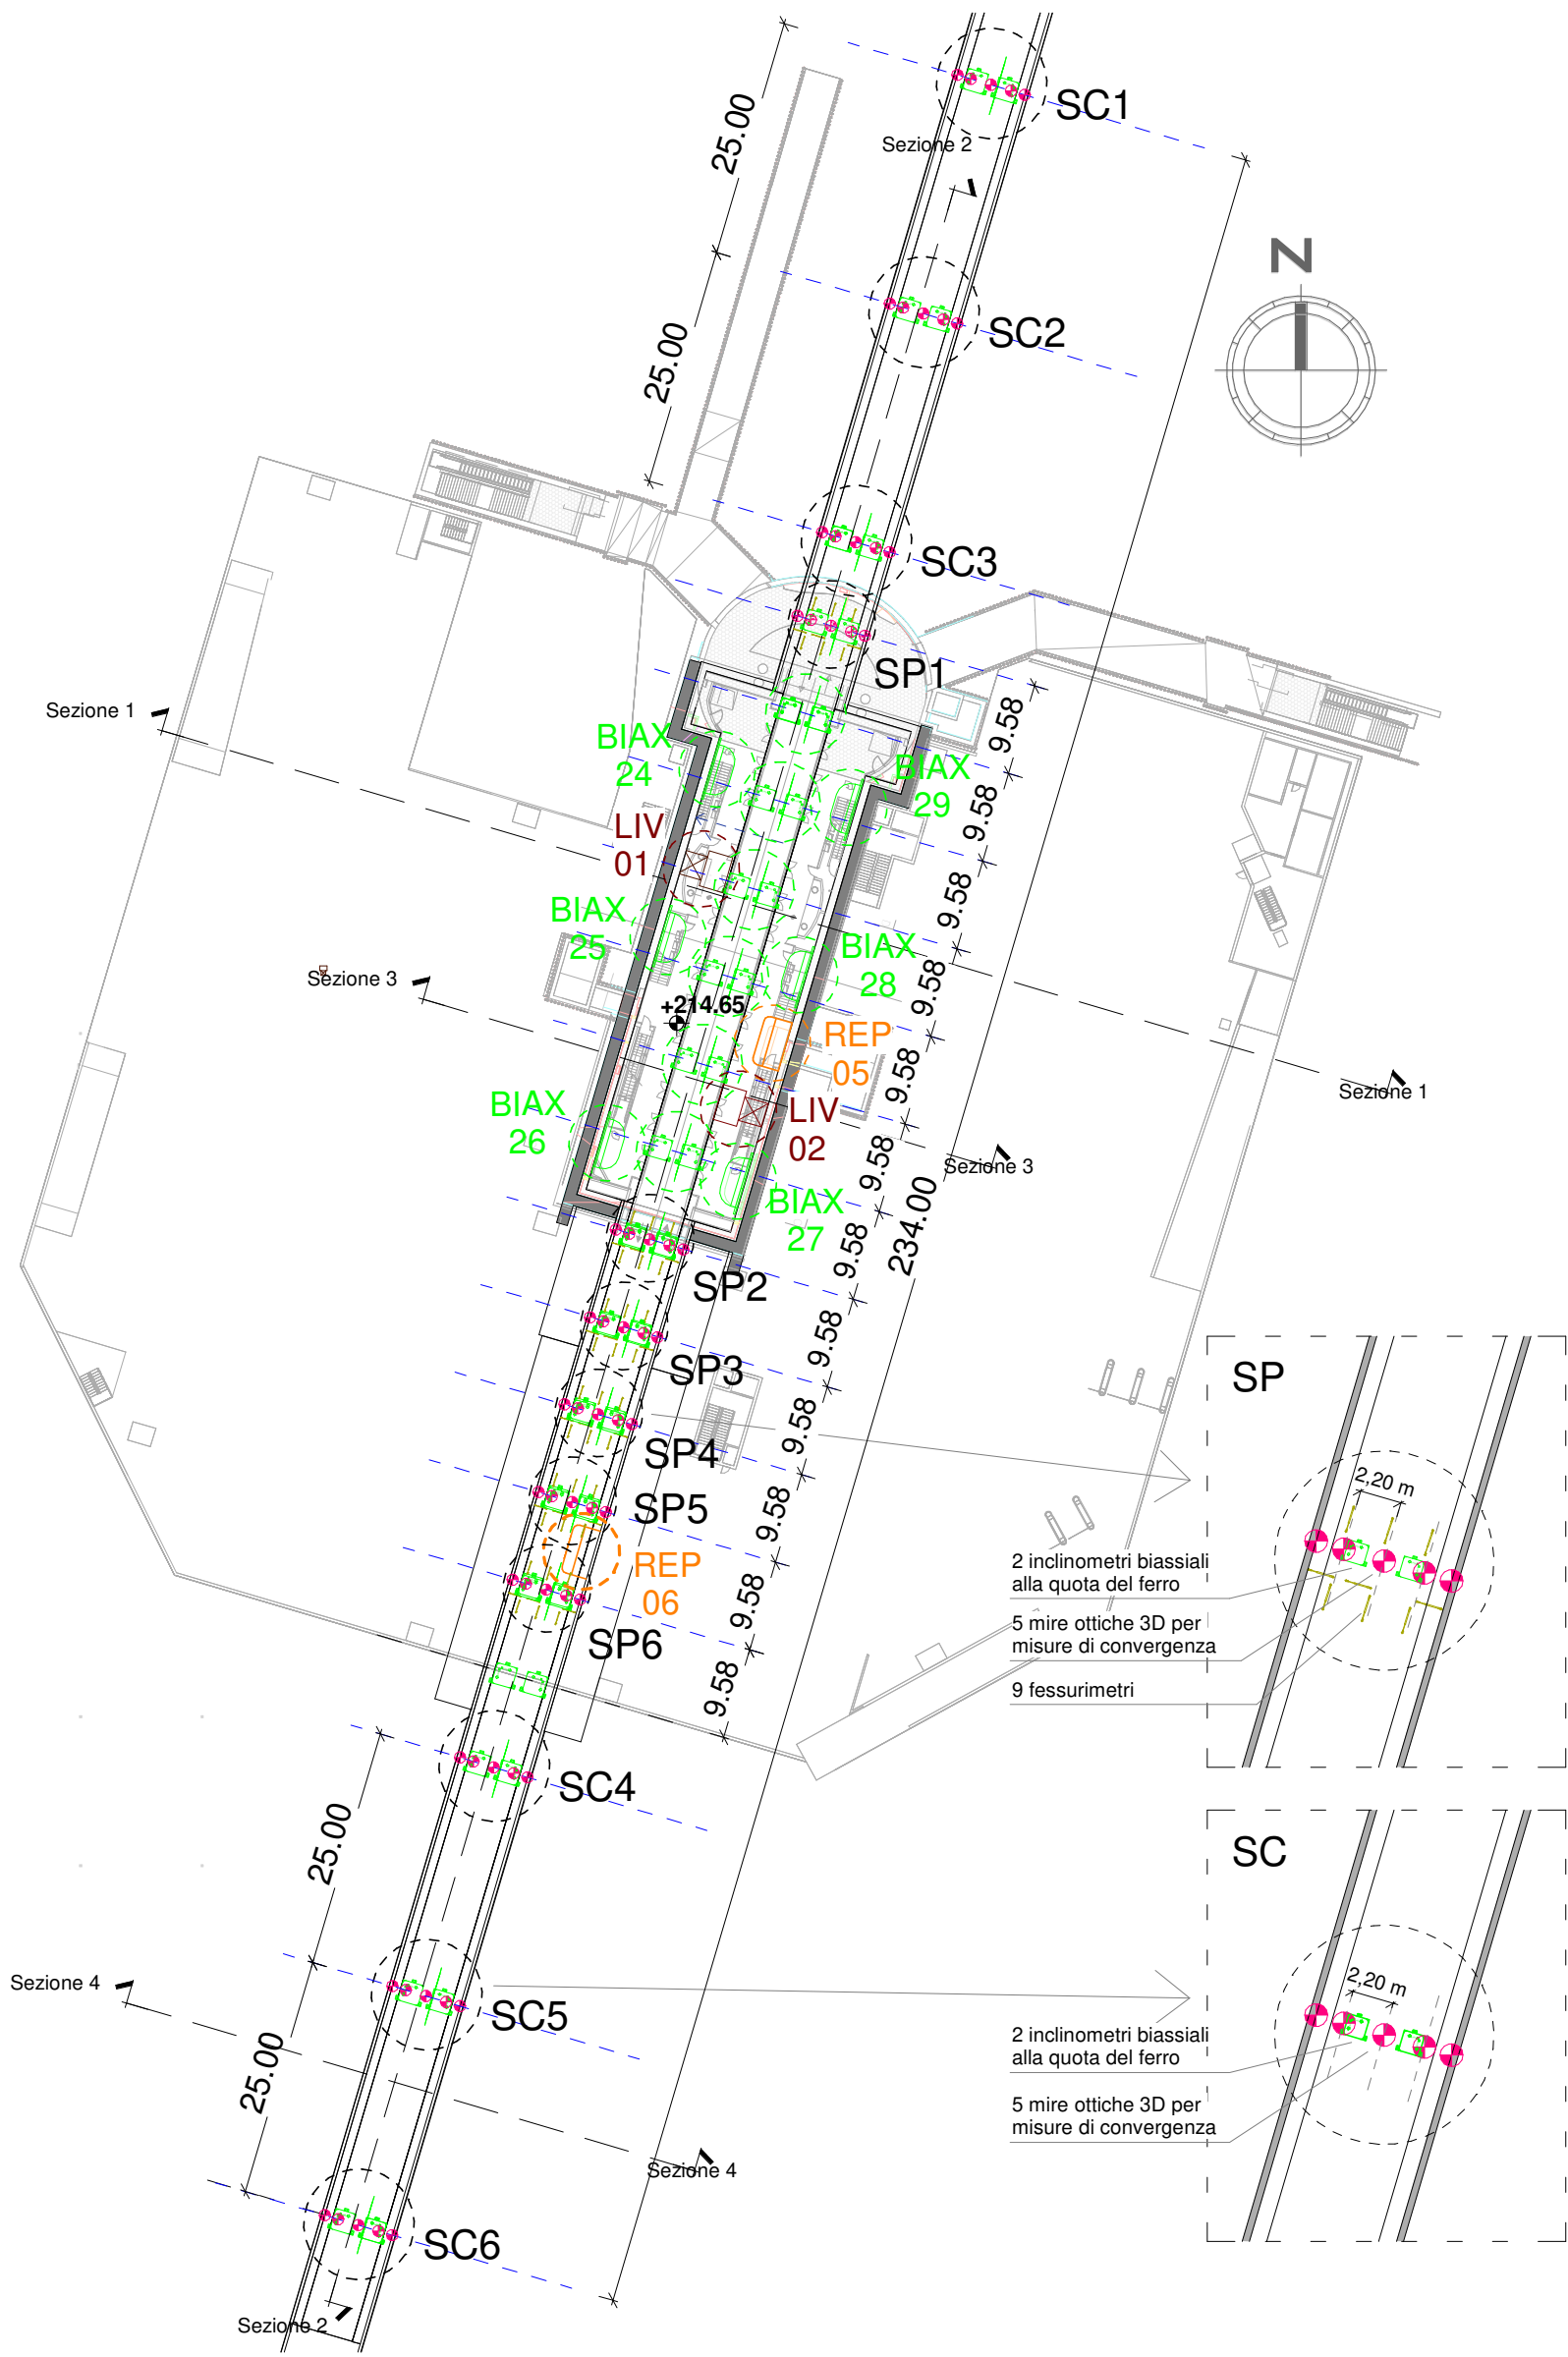 25.00
SC1
Sezione 2
N
25.00
SC2
SC3
SP1
Sezione 1
9.58
BIAX
24
BIAX
29
9.58
LIV
01
9.58
BIAX
25
BIAX
28
9.58
Sezione 3
+214.65
REP
05
9.58
Sezione 1
BIAX
26
LIV
02
9.58
Sezione 3
BIAX
27
234.00
9.58
SP2
9.58
SP3
SP
9.58
SP4
2,20 m
SP5
9.58
2 inclinometri biassiali
alla quota del ferro
REP
06
9.58
5 mire ottiche 3D per
misure di convergenza
SP6
9.58
9 fessurimetri
SC4
25.00
SC
Sezione 4
SC5
2,20 m
2 inclinometri biassiali
alla quota del ferro
25.00
5 mire ottiche 3D per
misure di convergenza
Sezione 4
SC6
Sezione 2